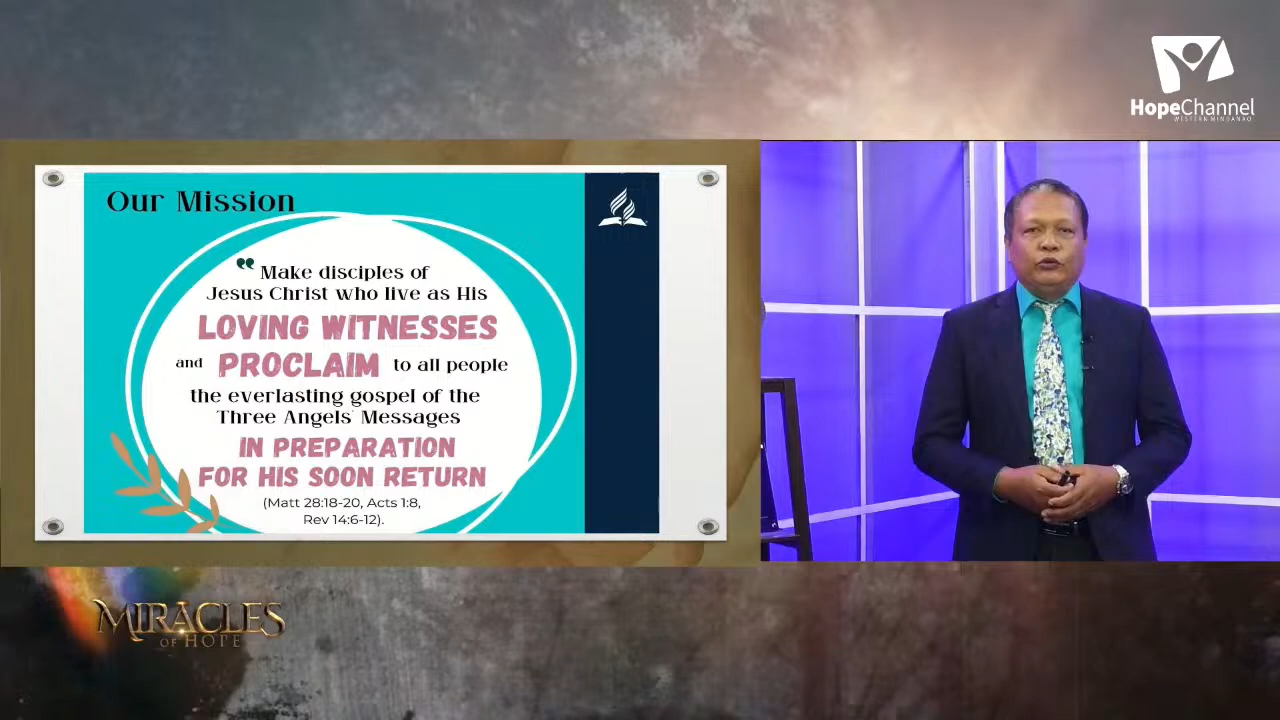 HopeChannel
WESTERN MINDANAO
Our Mission
"Make disciples of
Jesus Christ who live as His
LOVING WITNESSES
and PROCLAIM to all people
the everlasting gospel of the
Three Angels' Messages
IN PREPARATION
FOR HIS SOON RETURN
(Matt 28:18-20, Acts 1:8,
Rev 14:6-12).
MIRACLES
OF HOPE